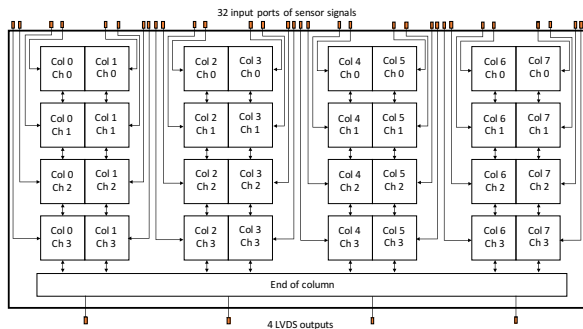 32 input ports of sensor signals
Col 0 Col 1 Col 2 Col 3 Col 4 Col 5 Col 6 Col 7
Ch 0 Ch 0 Ch 0 Ch 0 Ch 0 Ch 0 Ch 0 Ch 0
Col 0 Col 1 Col 2 Col 3 Col 4 Col 5 Col 6 Col 7
Ch 1 Ch 1 Ch 1 Ch 1 Ch 1 Ch 1 Ch 1 Ch 1
Col 0 Col 1 Col 2 Col 3 Col 4 Col 5 Col 6 Col 7
Ch 2 Ch 2 Ch 2 Ch 2 Ch 2 Ch 2 Ch 2 Ch 2
Col 0 Col 1 Col 2 Col 3 Col 4 Col 5 Col 6 Col 7
Ch 3 Ch 3 Ch 3 Ch 3 Ch 3 Ch 3 Ch 3 Ch 3
End of column
4 LVDS outputs